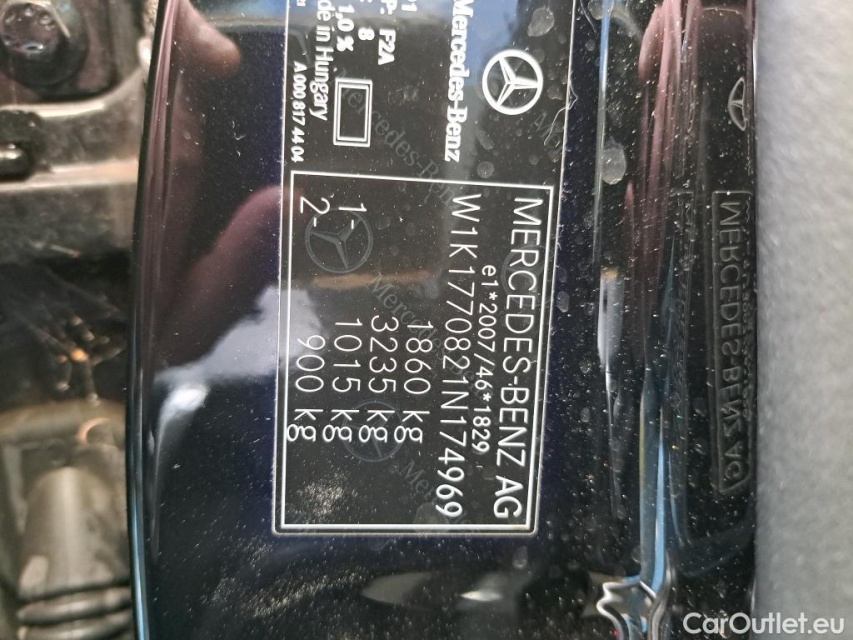 Mercedes-Benz
P: F2A
: 8
1,0 %
de in Hungary
A 000 817 44 04
MERCEDES-BENZ AG
e1*2007/46*1829
W1K1770821N174969
1860 kg
3235 kg
1- 1015 kg
2- 900 kg
MERCEDES-BENZ AG
CarOutlet.eu